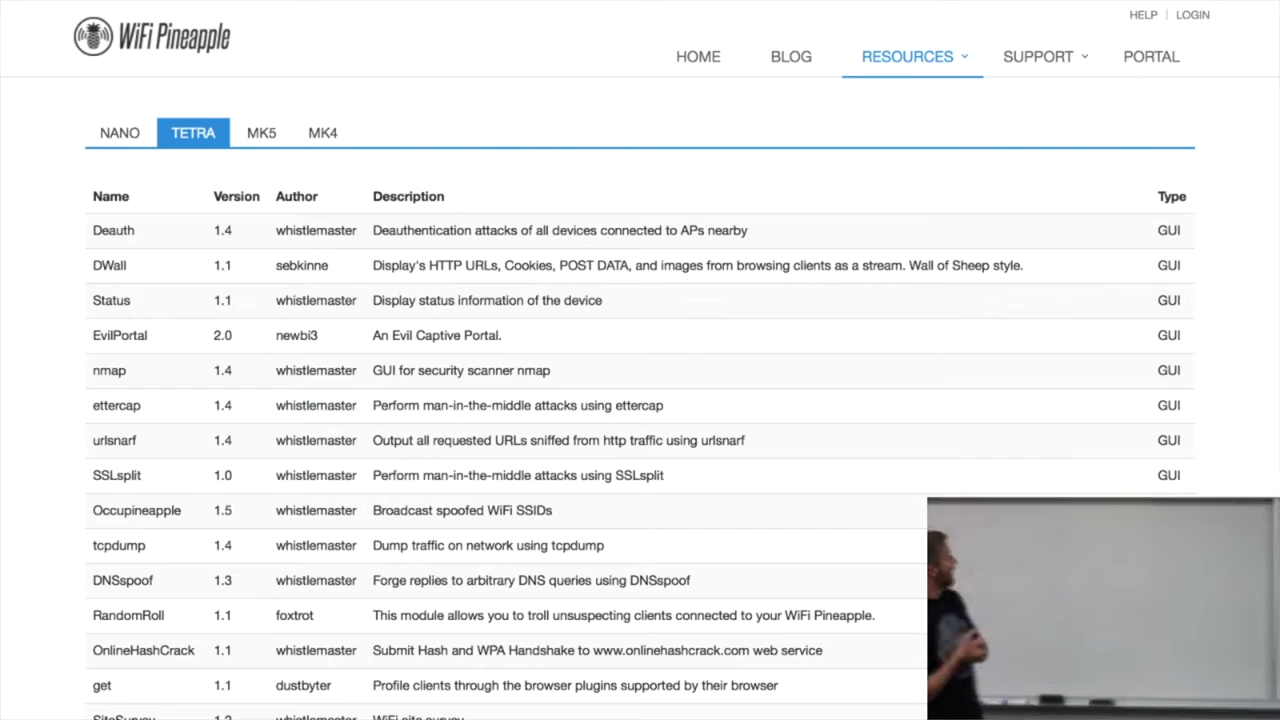 HELP | LOGIN
WiFi Pineapple
HOME BLOG RESOURCES SUPPORT PORTAL
NANO TETRA MK5 MK4
Name Version Author Description Type
Deauth 1.4 whistlemaster Deauthentication attacks of all devices connected to APs nearby GUI
DWall 1.1 sebkinne Display's HTTP URLs, Cookies, POST DATA, and images from browsing clients as a stream. Wall of Sheep style. GUI
Status 1.1 whistlemaster Display status information of the device GUI
EvilPortal 2.0 newbi3 An Evil Captive Portal. GUI
nmap 1.4 whistlemaster GUI for security scanner nmap GUI
ettercap 1.4 whistlemaster Perform man-in-the-middle attacks using ettercap GUI
urlsnarf 1.4 whistlemaster Output all requested URLs sniffed from http traffic using urlsnarf GUI
SSLsplit 1.0 whistlemaster Perform man-in-the-middle attacks using SSLsplit GUI
Occupineapple 1.5 whistlemaster Broadcast spoofed WiFi SSIDs
tcpdump 1.4 whistlemaster Dump traffic on network using tcpdump
DNSspoof 1.3 whistlemaster Forge replies to arbitrary DNS queries using DNSspoof
RandomRoll 1.1 foxtrot This module allows you to troll unsuspecting clients connected to your WiFi Pineapple.
OnlineHashCrack 1.1 whistlemaster Submit Hash and WPA Handshake to www.onlinehashcrack.com web service
get 1.1 dustbyter Profile clients through the browser plugins supported by their browser
SiteSurvey 1.2 whistlemaster WiFi site survey